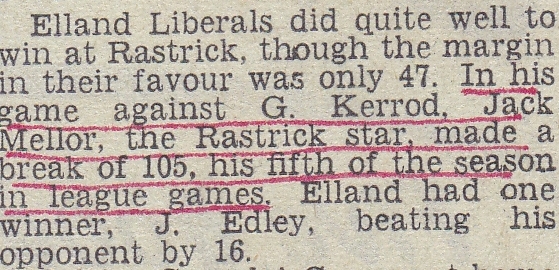 Elland Liberals did quite well to
win at Rastrick, though the margin
in their favour was only 47. In his
game against G. Kerrod, Jack
Mellor, the Rastrick star, made a
break of 105, his fifth of the season
in league games. Elland had one
winner, J. Edley, beating his
opponent by 16.